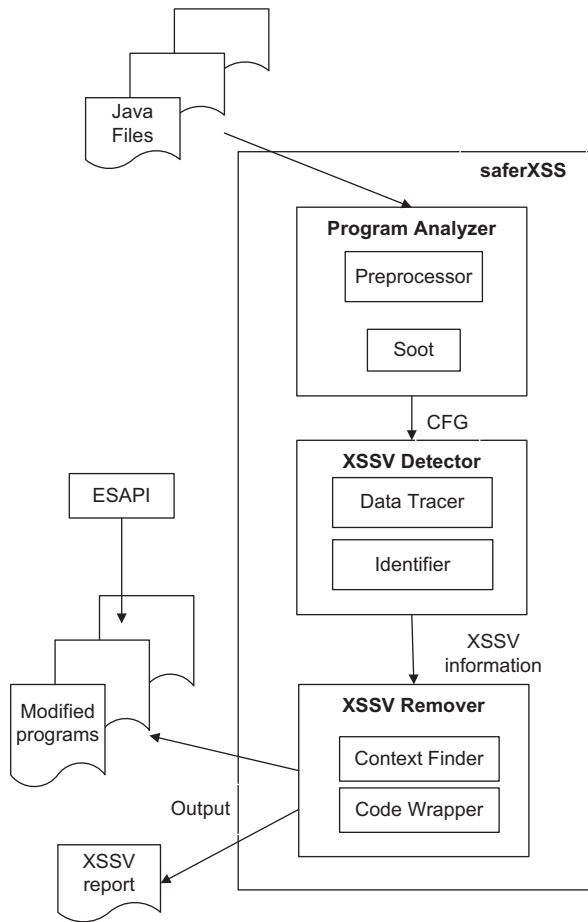 Java
Files
saferXSS
Program Analyzer
Preprocessor
Soot
CFG
XSSV Detector
ESAPI
Data Tracer
Identifier
XSSV
information
Modified
programs
XSSV Remover
Context Finder
Code Wrapper
Output
XSSV
report